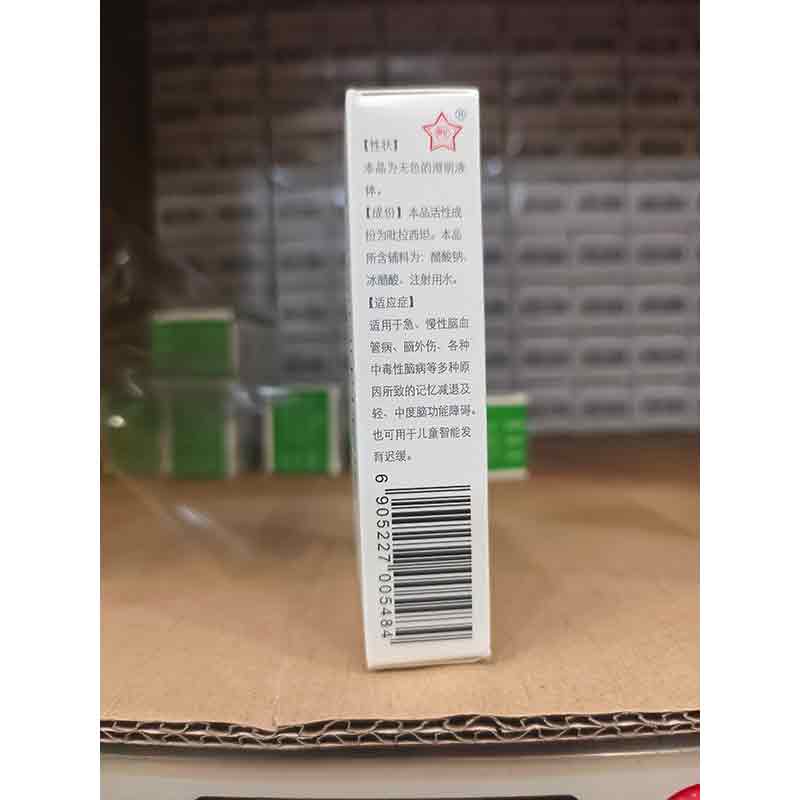 ®
【性状】
本品为无色的澄明液
体。
【成份】本品活性成
份为吡拉西坦。本品
所含辅料为：醋酸钠、
冰醋酸、注射用水。
【适应症】
适用于急、慢性脑血
管病、脑外伤、各种
中毒性脑病等多种原
因所致的记忆减退及
轻、中度脑功能障碍。
也可用于儿童智能发
育迟缓。
6 905227 005484